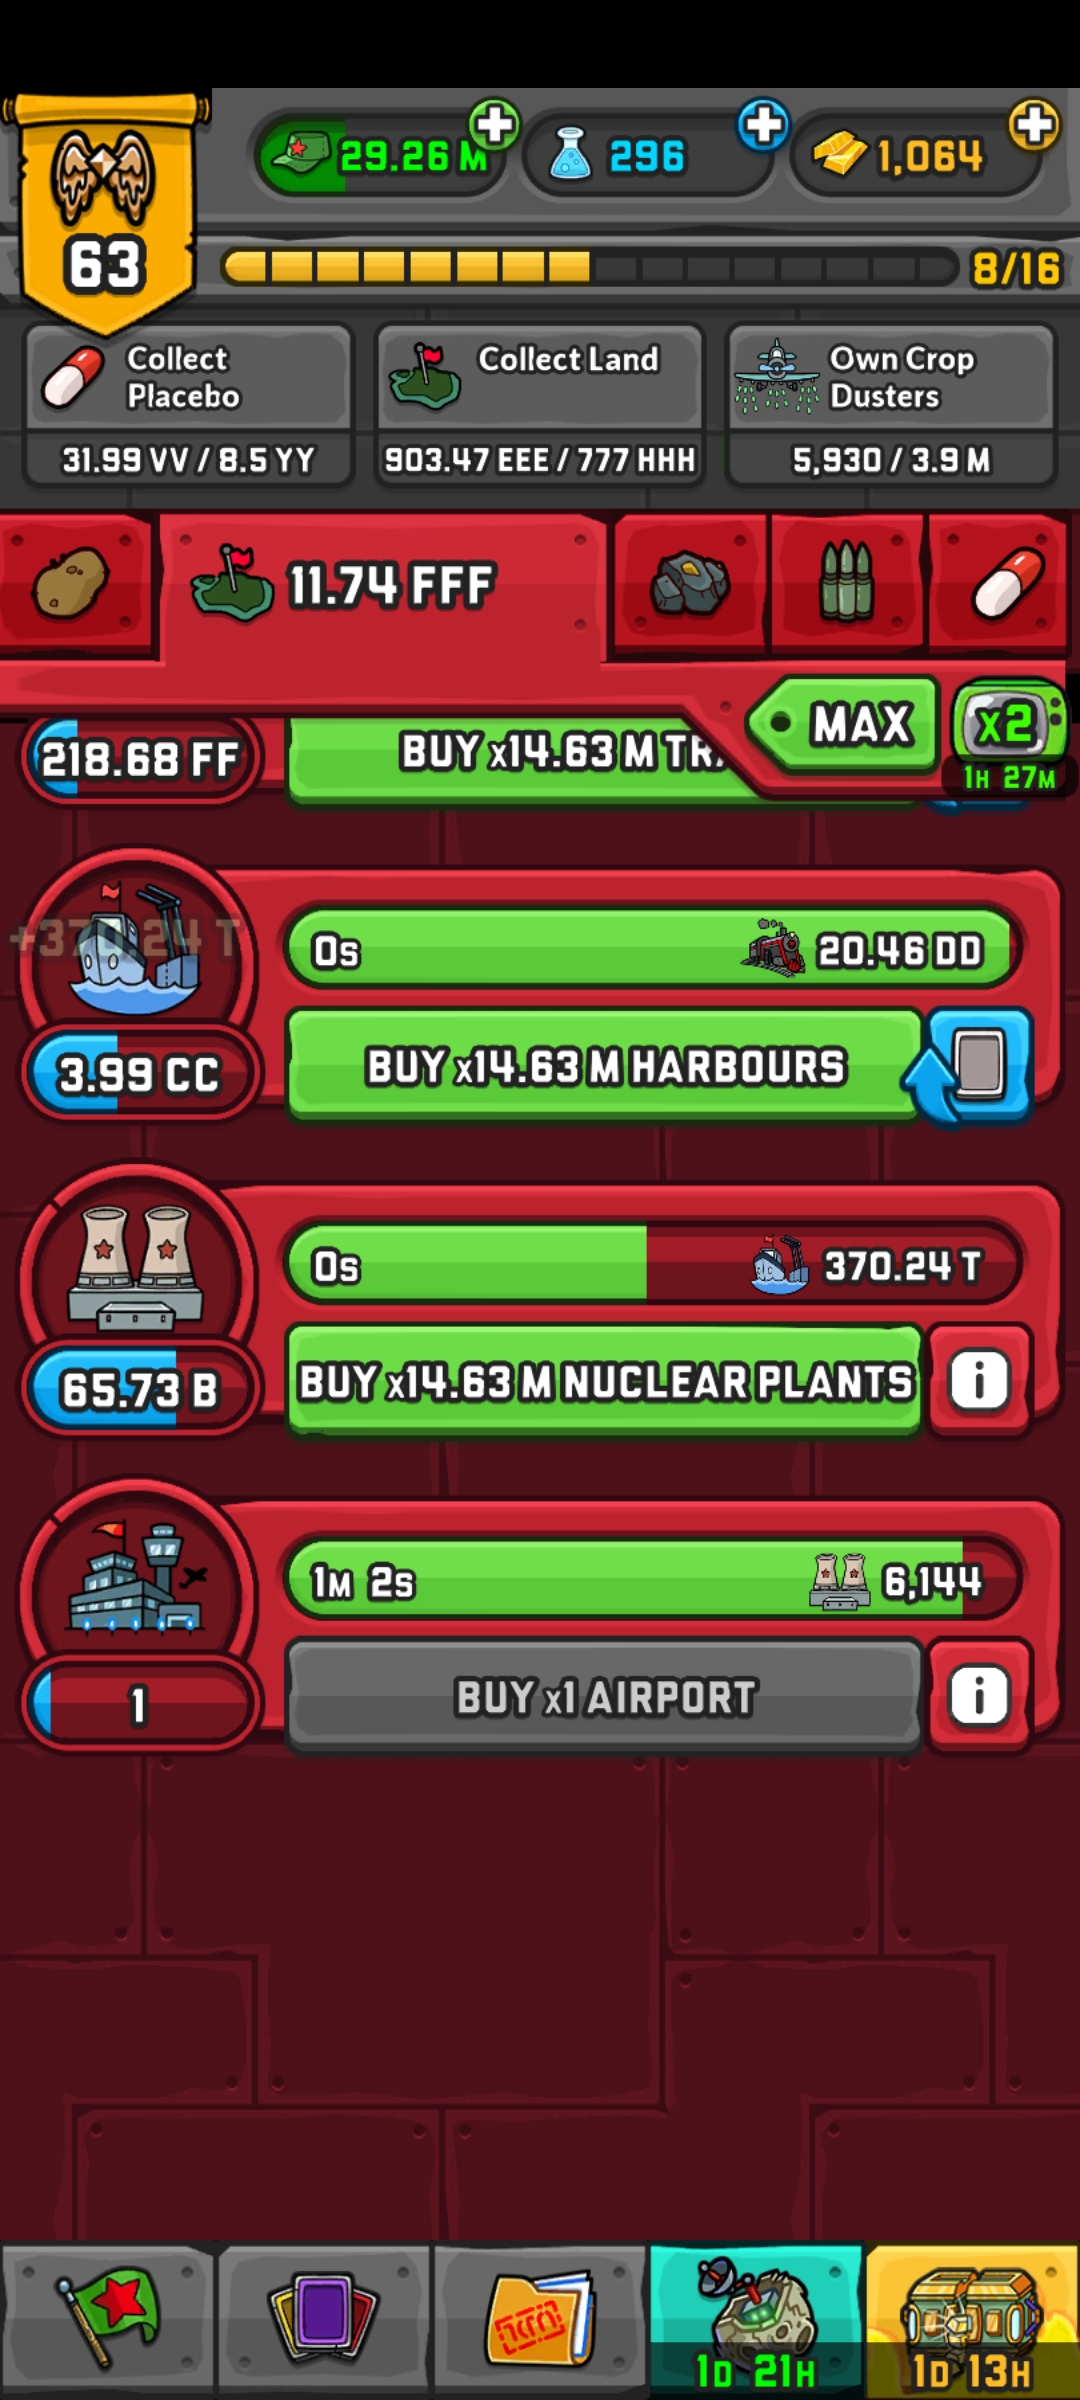 29.26 M
296
1,064
63
8/16
Collect
Placebo
31.99 VV / 8.5 YY
Collect Land
903.47 EEE / 777 HHH
Own Crop
Dusters
5,930 / 3.9 M
11.74 FFF
MAX
x2
1H 27M
218.68 FF
BUY x14.63 M
+370.24 T
0s
20.46 DD
3.99 CC
BUY x14.63 M HARBOURS
0s
370.24 T
65.73 B
BUY x14.63 M NUCLEAR PLANTS
i
1M 2s
6,144
1
BUY x1 AIRPORT
i
1D 21H
1D 13H